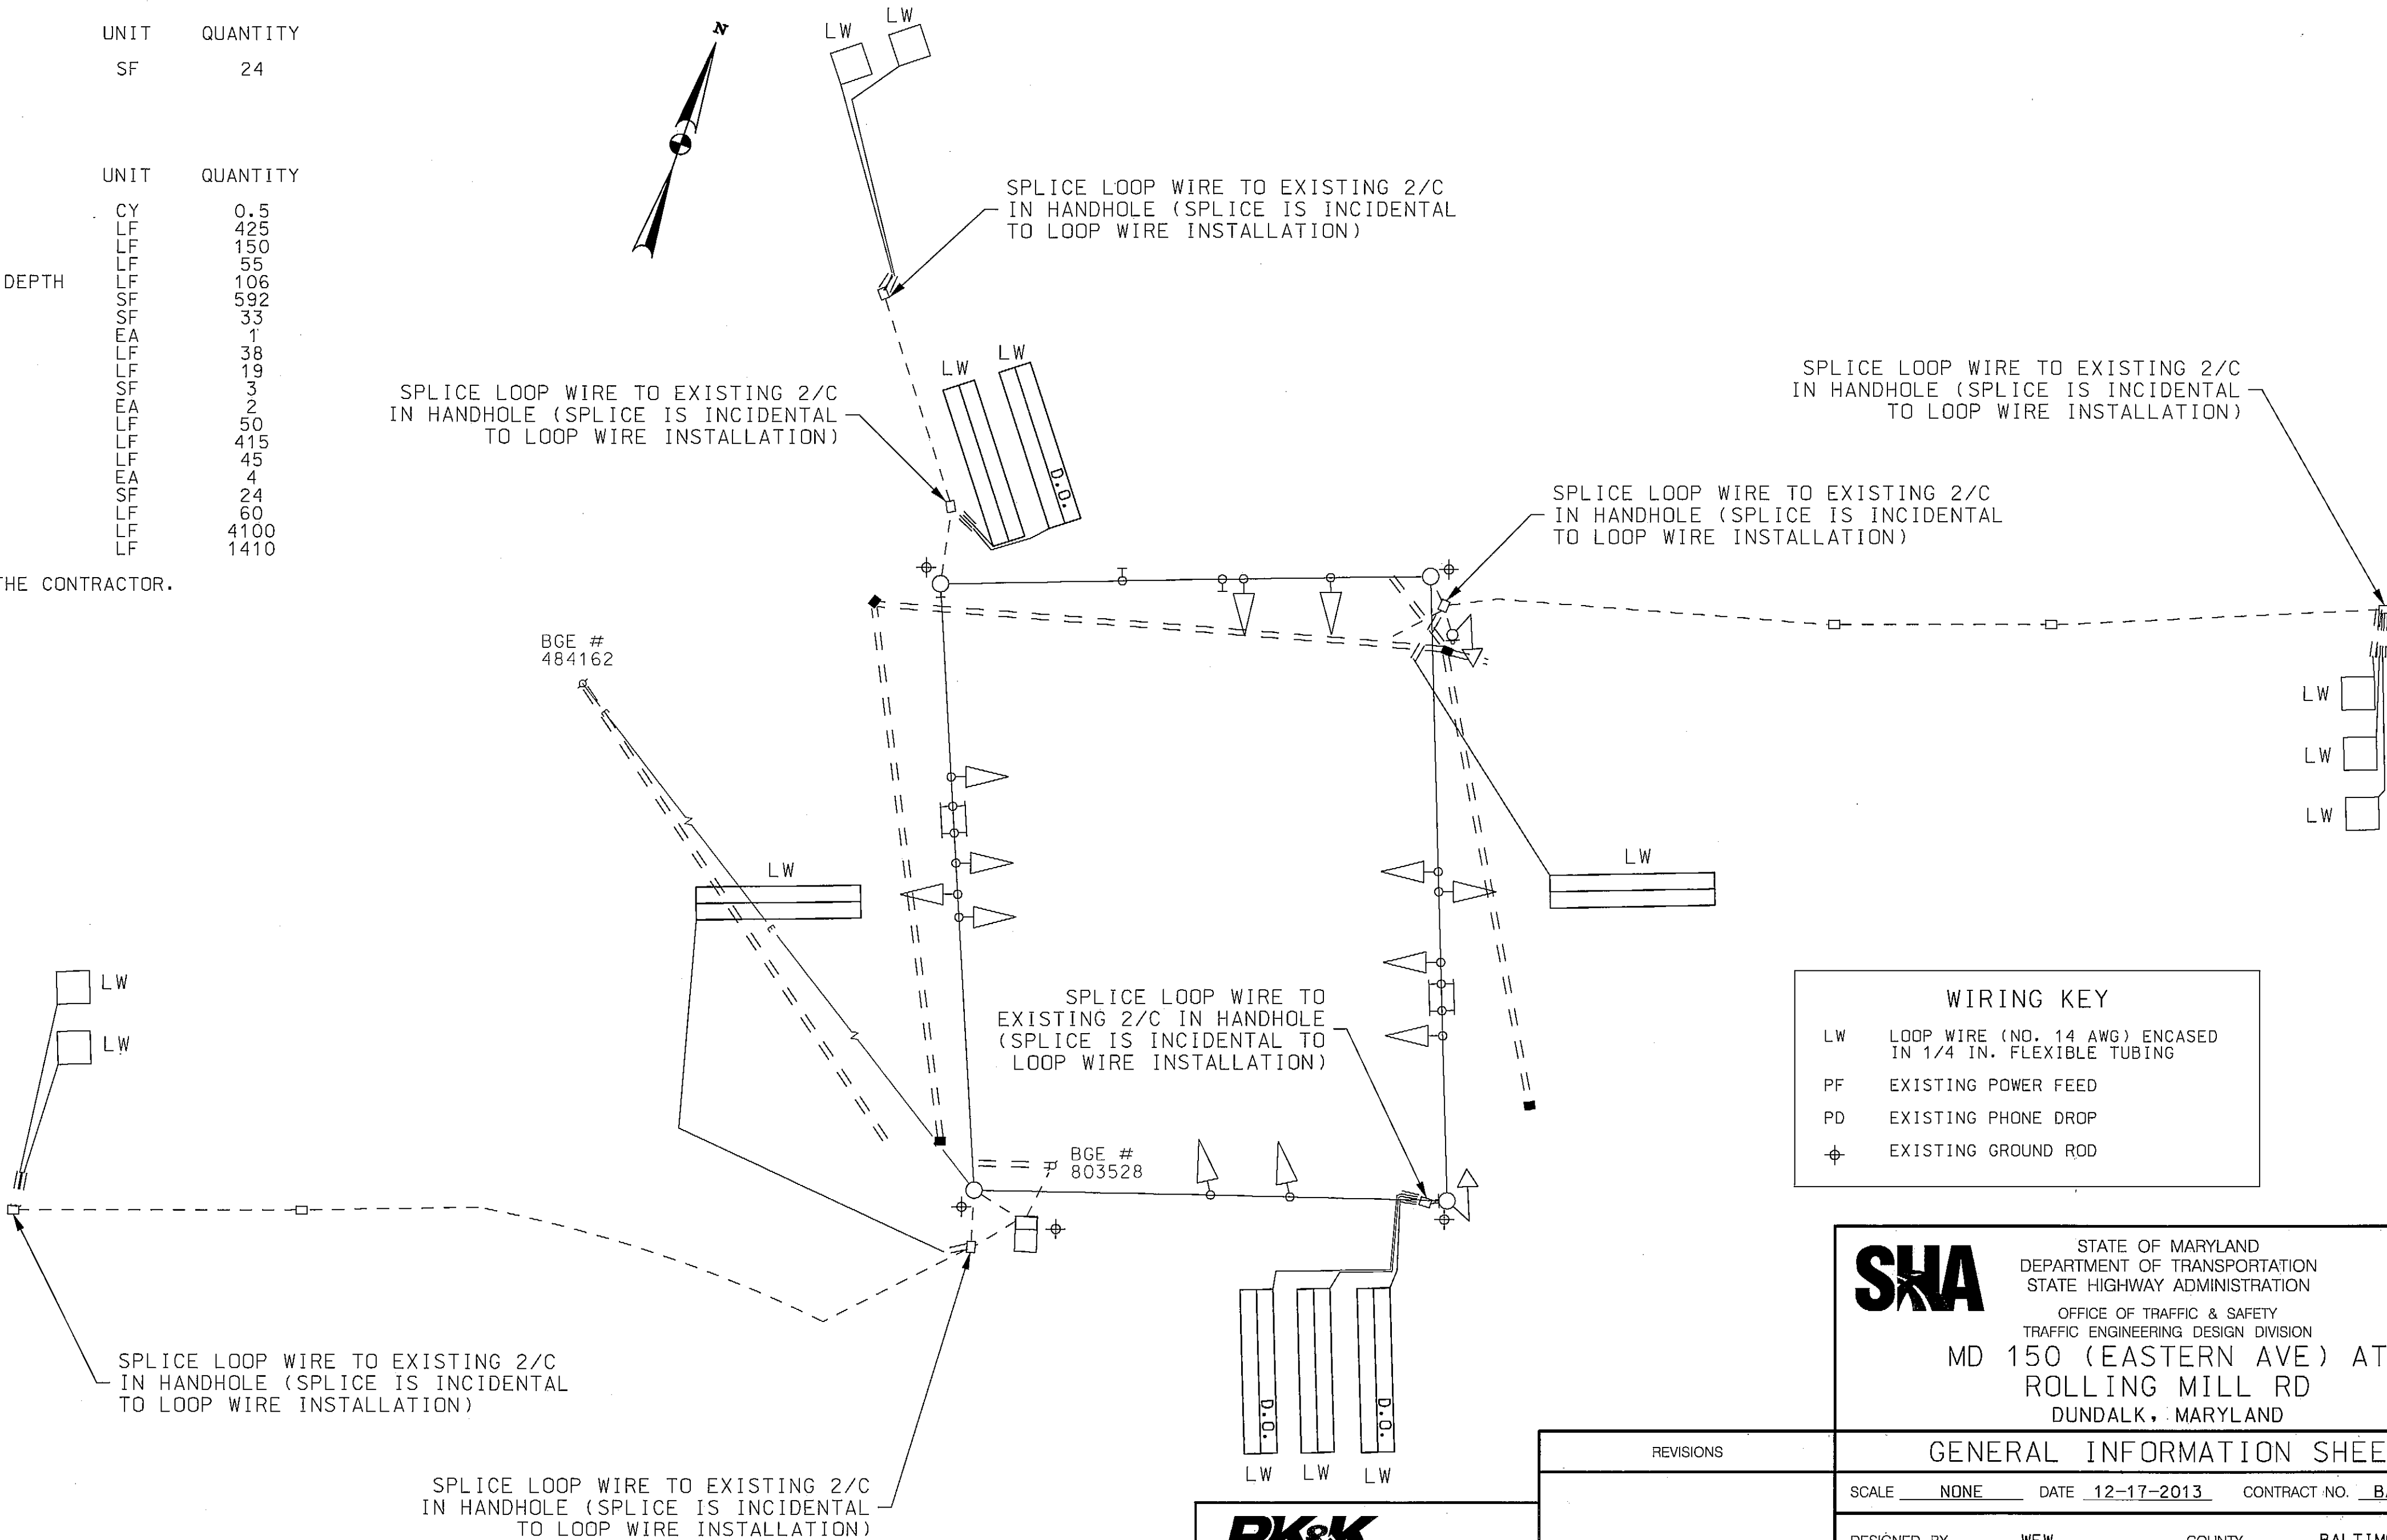 UNIT QUANTITY
SF 24
UNIT QUANTITY
CY 0.5
LF 425
LF 150
LF 55
DEPTH LF 106
SF 592
SF 33
EA 1
LF 38
LF 19
SF 3
EA 2
LF 50
LF 415
LF 45
EA 4
SF 24
LF 60
LF 4100
LF 1410
THE CONTRACTOR.
N
LW
LW
SPLICE LOOP WIRE TO EXISTING 2/C
IN HANDHOLE (SPLICE IS INCIDENTAL
TO LOOP WIRE INSTALLATION)
LW
LW
D.O.
SPLICE LOOP WIRE TO EXISTING 2/C
IN HANDHOLE (SPLICE IS INCIDENTAL
TO LOOP WIRE INSTALLATION)
SPLICE LOOP WIRE TO EXISTING 2/C
IN HANDHOLE (SPLICE IS INCIDENTAL
TO LOOP WIRE INSTALLATION)
SPLICE LOOP WIRE TO EXISTING 2/C
IN HANDHOLE (SPLICE IS INCIDENTAL
TO LOOP WIRE INSTALLATION)
BGE #
484162
LW
LW
LW
LW
LW
LW
LW
SPLICE LOOP WIRE TO
EXISTING 2/C IN HANDHOLE
(SPLICE IS INCIDENTAL TO
LOOP WIRE INSTALLATION)
BGE #
803528
WIRING KEY
LW LOOP WIRE (NO. 14 AWG) ENCASED
IN 1/4 IN. FLEXIBLE TUBING
PF EXISTING POWER FEED
PD EXISTING PHONE DROP
EXISTING GROUND ROD
SPLICE LOOP WIRE TO EXISTING 2/C
IN HANDHOLE (SPLICE IS INCIDENTAL
TO LOOP WIRE INSTALLATION)
SPLICE LOOP WIRE TO EXISTING 2/C
IN HANDHOLE (SPLICE IS INCIDENTAL
TO LOOP WIRE INSTALLATION)
D.O.
D.O.
LW LW LW
SHA
STATE OF MARYLAND
DEPARTMENT OF TRANSPORTATION
STATE HIGHWAY ADMINISTRATION
OFFICE OF TRAFFIC & SAFETY
TRAFFIC ENGINEERING DESIGN DIVISION
MD 150 (EASTERN AVE) AT
ROLLING MILL RD
DUNDALK, MARYLAND
REVISIONS
GENERAL INFORMATION SHEE
SCALE NONE DATE 12-17-2013 CONTRACT NO.